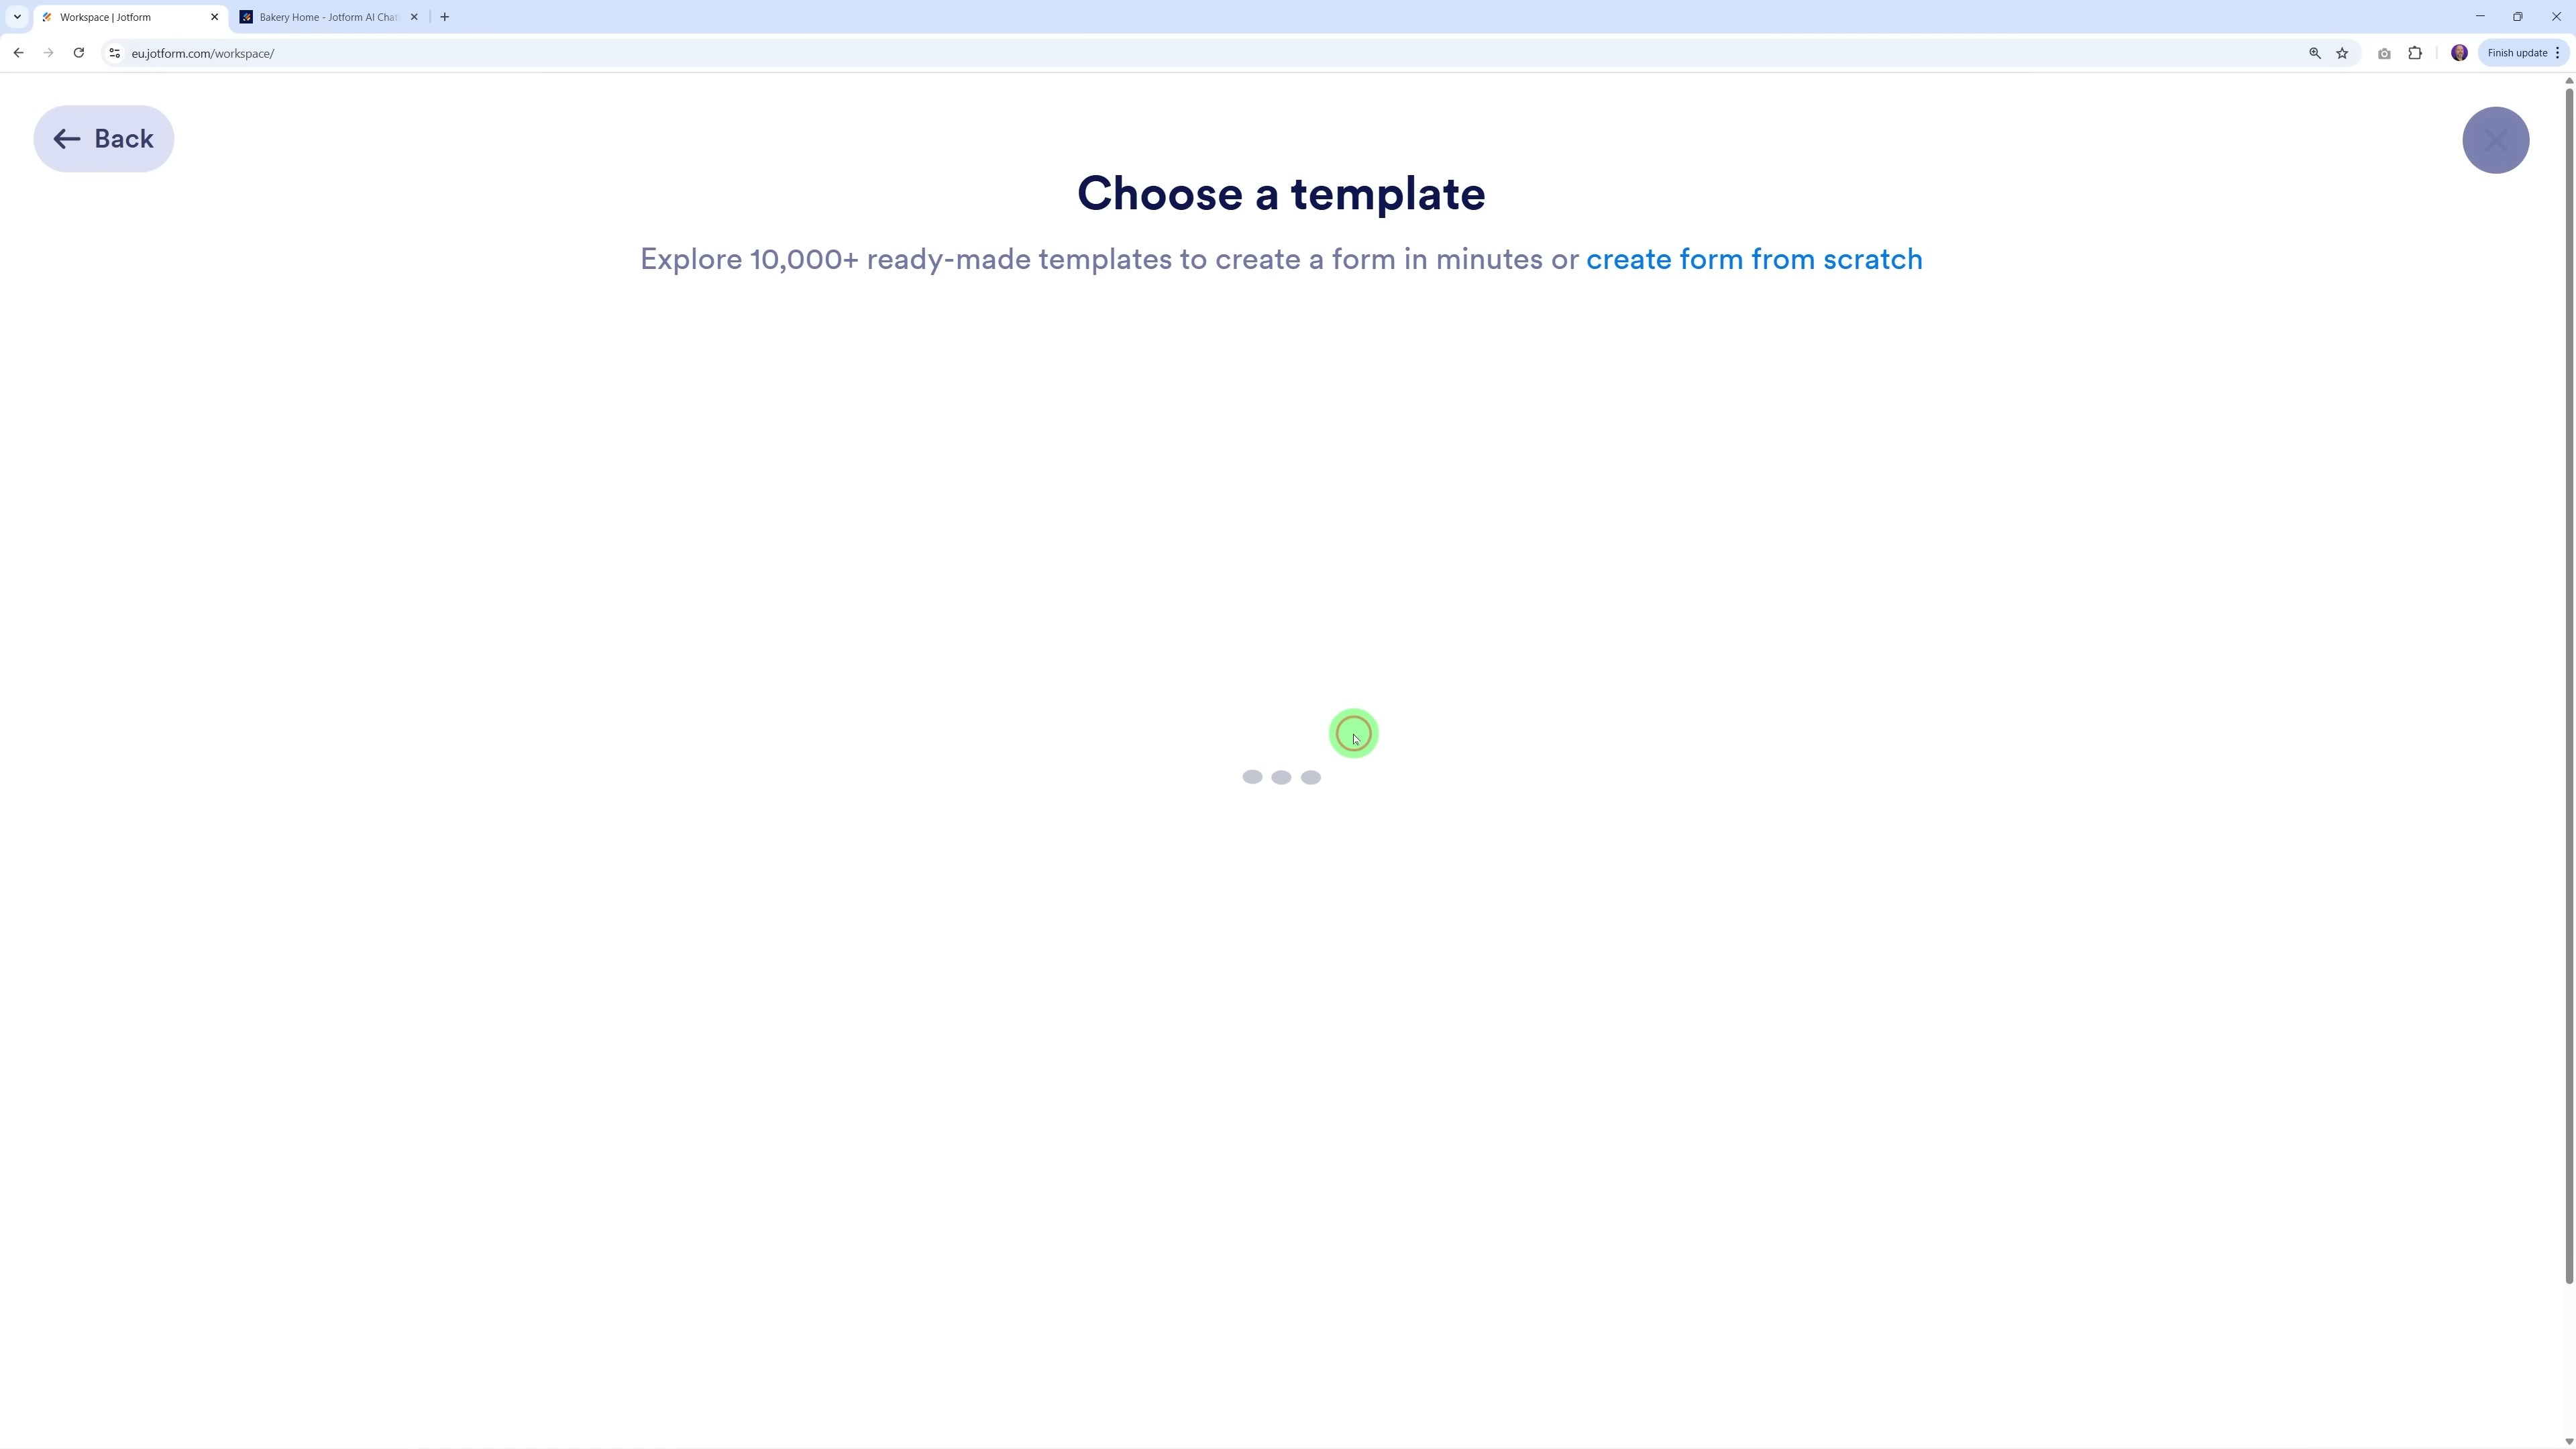 Workspace | Jotform
Bakery Home - Jotform AI Chat
Finish update
eu.jotform.com/workspace/
Back
Choose a template
Explore 10,000+ ready-made templates to create a form in minutes or create form from scratch